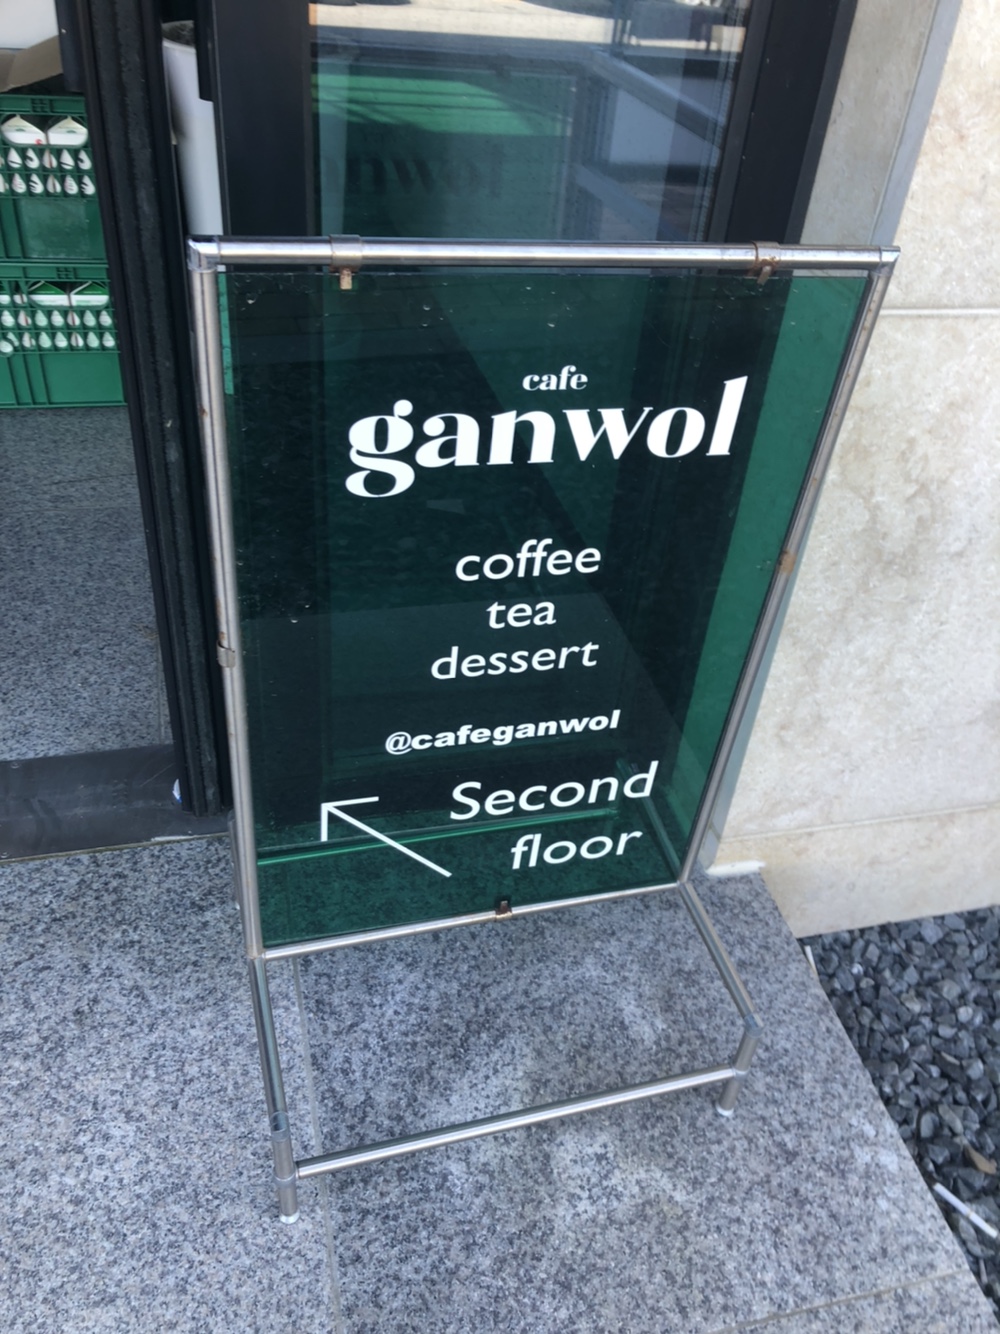 cafe
ganwol
coffee
tea
dessert
@cafeganwol
Second
floor